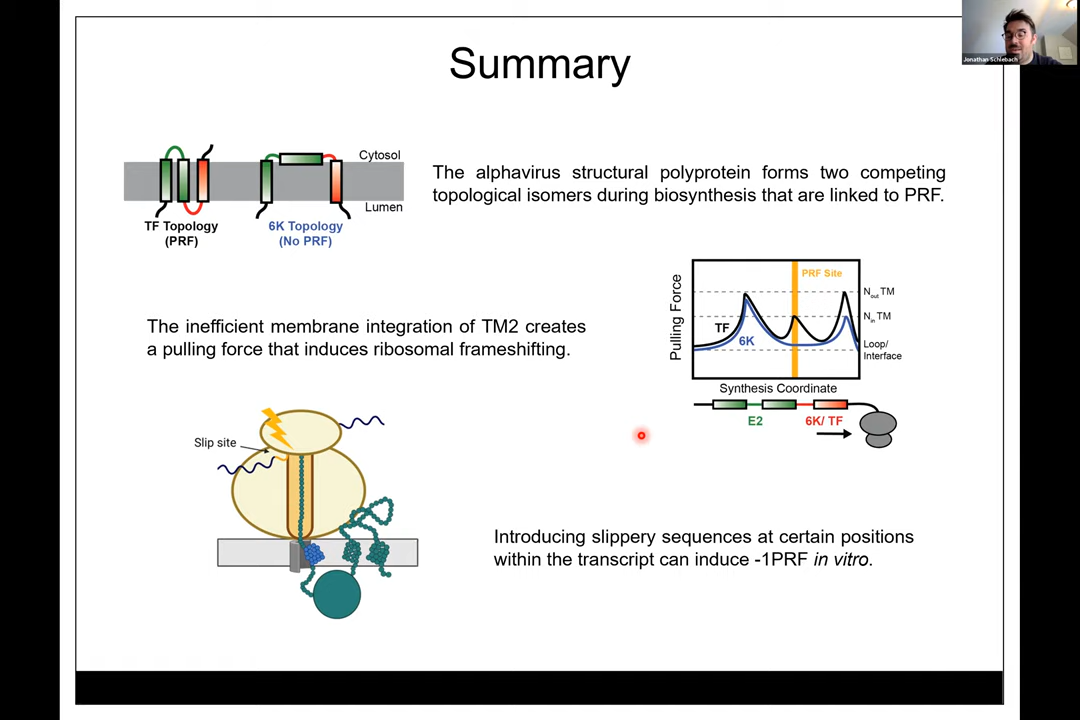 Summary
Jonathan Schlebach
Cytosol
Lumen
TF Topology
(PRF)
6K Topology
(No PRF)
The alphavirus structural polyprotein forms two competing
topological isomers during biosynthesis that are linked to PRF.
The inefficient membrane integration of TM2 creates
a pulling force that induces ribosomal frameshifting.
Pulling Force
PRF Site
TF
6K
Nout TM
Nin TM
Loop/
Interface
Synthesis Coordinate
E2
6K/ TF
Slip site
Introducing slippery sequences at certain positions
within the transcript can induce -1PRF in vitro.